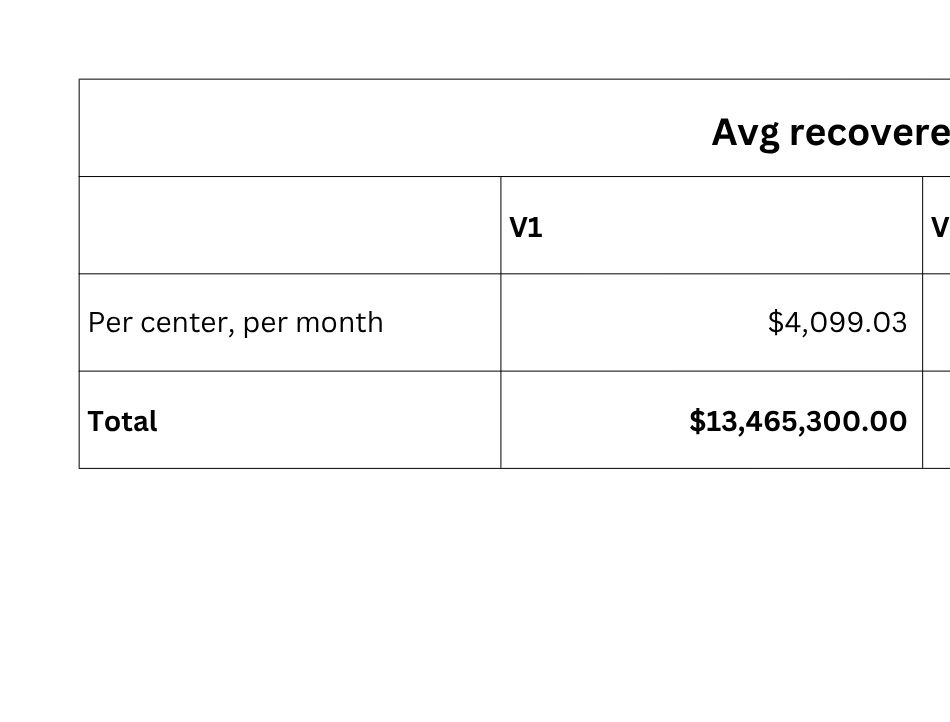 Avg recovere
V1 V
Per center, per month $4,099.03
Total $13,465,300.00